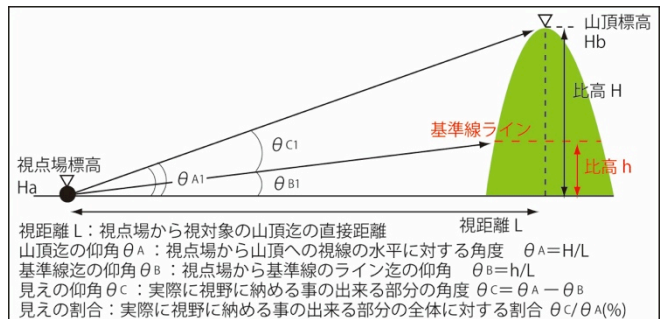 山頂標高
Hb
比高 H
基準線ライン
θC1
視点場標高
Ha
θA1
θB1
比高 h
視距離 L
視距離 L：視点場から視対象の山頂迄の直接距離
山頂迄の仰角θA：視点場から山頂への視線の水平に対する角度　θA=H/L
基準線迄の仰角θB：視点場から基準線のライン迄の仰角　θB=h/L
見えの仰角θC：実際に視野に納める事の出来る部分の角度 θC=θA－θB
見えの割合：実際に視野に納める事の出来る部分の全体に対する割合 θC/θA(%)